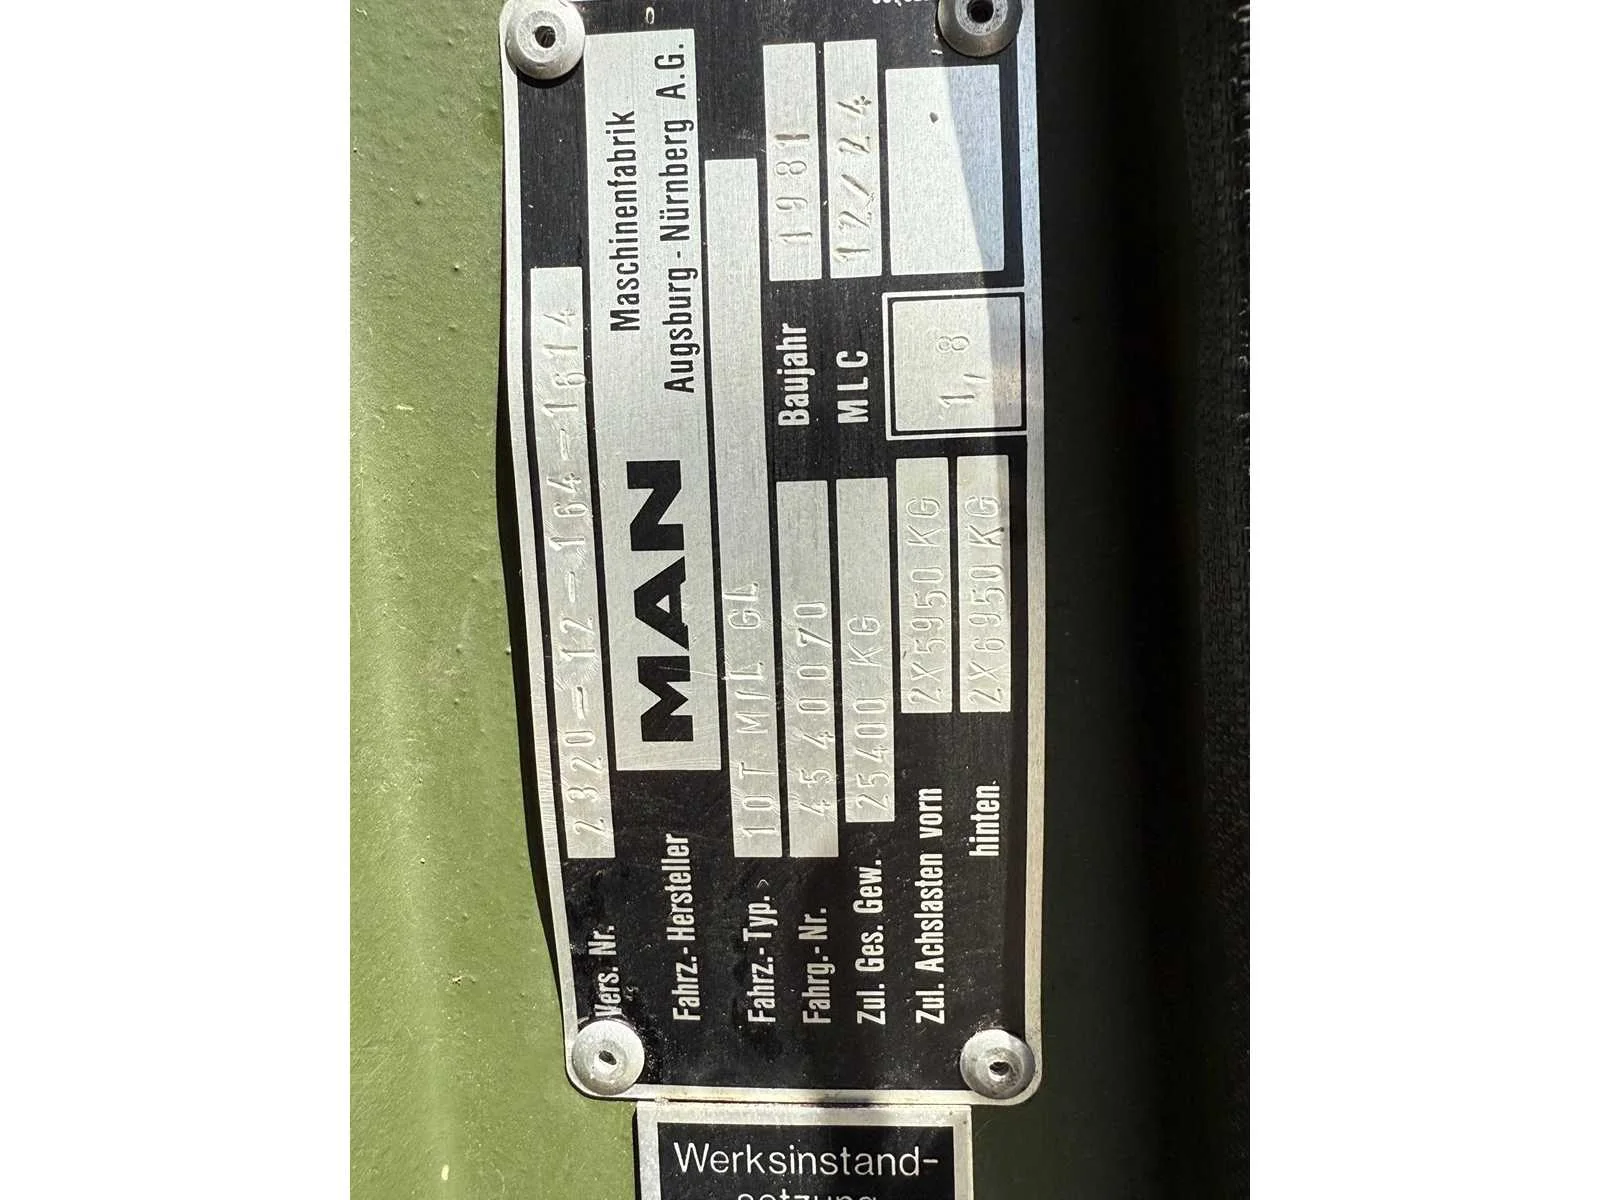 Vers. Nr. 2320-12-164-1614
Fahrz.-Hersteller MAN Maschinenfabrik
Augsburg-Nürnberg A.G.
Fahrz.-Typ. 10T M/L GL
Fahrg.-Nr. 4540070 Baujahr 1981
Zul. Ges. Gew. 25400 KG MLC 12/24
Zul. Achslasten vorn 2X5950 KG 1,8
hinten 2X6950 KG
Werksinstand-
setzung